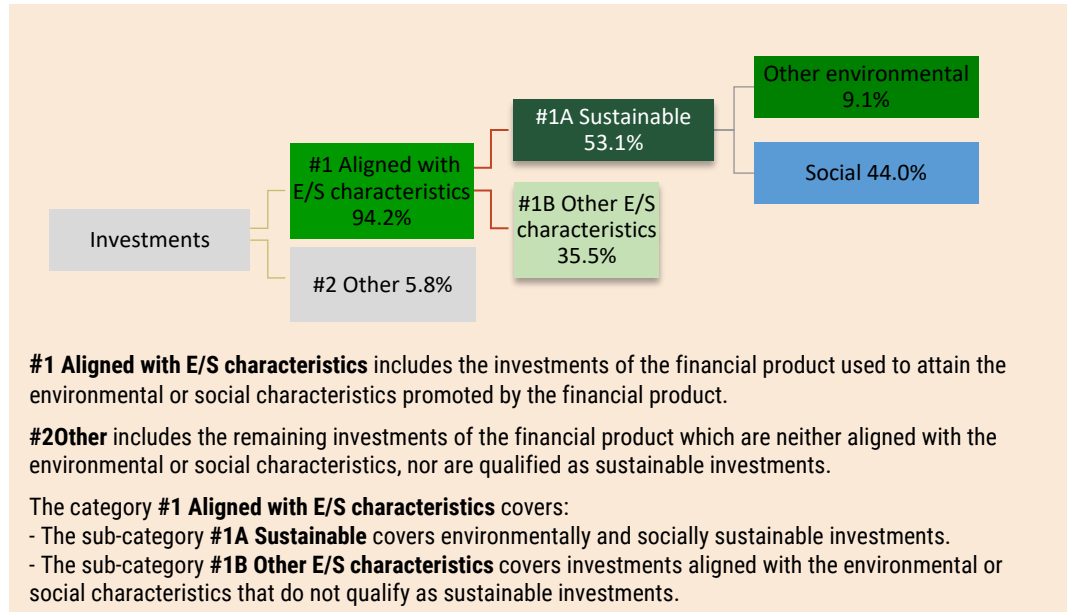 Investments
#1 Aligned with
E/S characteristics
94.2%
#2 Other 5.8%
#1A Sustainable
53.1%
#1B Other E/S
characteristics
35.5%
Other environmental
9.1%
Social 44.0%
#1 Aligned with E/S characteristics includes the investments of the financial product used to attain the
environmental or social characteristics promoted by the financial product.
#2Other includes the remaining investments of the financial product which are neither aligned with the
environmental or social characteristics, nor are qualified as sustainable investments.
The category #1 Aligned with E/S characteristics covers:
- The sub-category #1A Sustainable covers environmentally and socially sustainable investments.
- The sub-category #1B Other E/S characteristics covers investments aligned with the environmental or
social characteristics that do not qualify as sustainable investments.